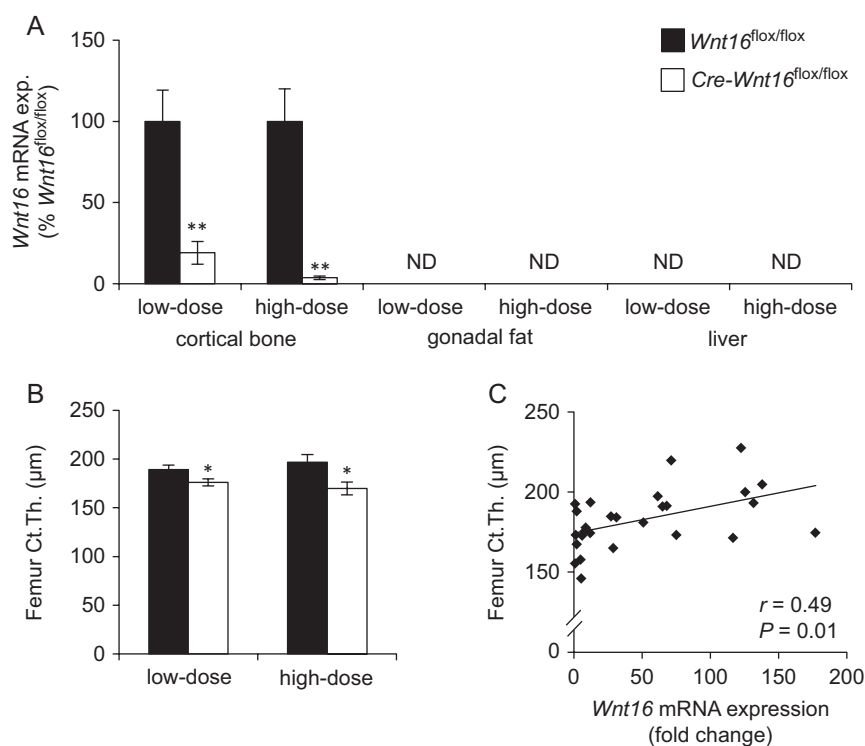 A
Wnt16 mRNA exp.
(% Wnt16flox/flox)
150
100
50
0
Wnt16flox/flox
Cre-Wnt16flox/flox
** ** ND ND ND ND
low-dose high-dose low-dose high-dose low-dose high-dose
cortical bone gonadal fat liver
B
Femur Ct.Th. (µm)
250
200
150
100
50
0
* *
low-dose high-dose
C
Femur Ct.Th. (µm)
250
200
150
0
r = 0.49
P = 0.01
0 50 100 150 200
Wnt16 mRNA expression
(fold change)